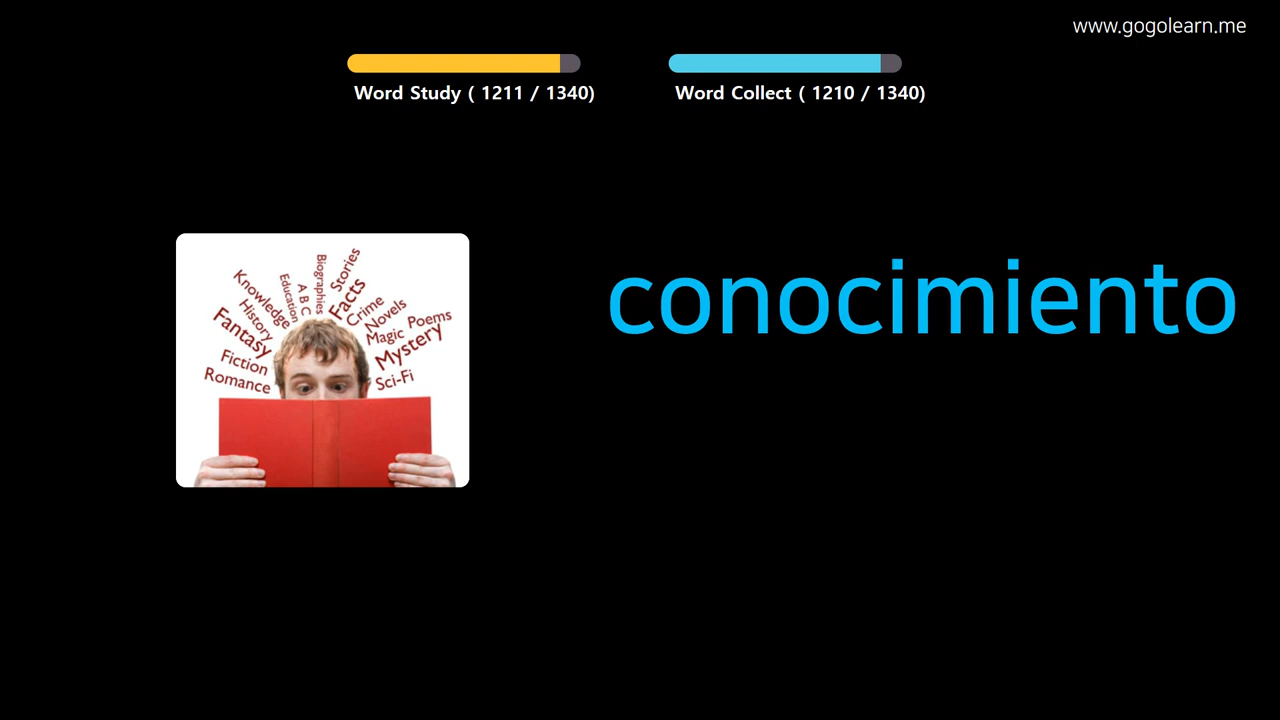 www.gogolearn.me
Word Study ( 1211 / 1340)
Word Collect ( 1210 / 1340)
conocimiento
Knowledge
History
Fantasy
Fiction
Romance
Education
A B C
Biographies
Stories
Facts
Crime
Novels
Magic
Poems
Mystery
Sci-Fi